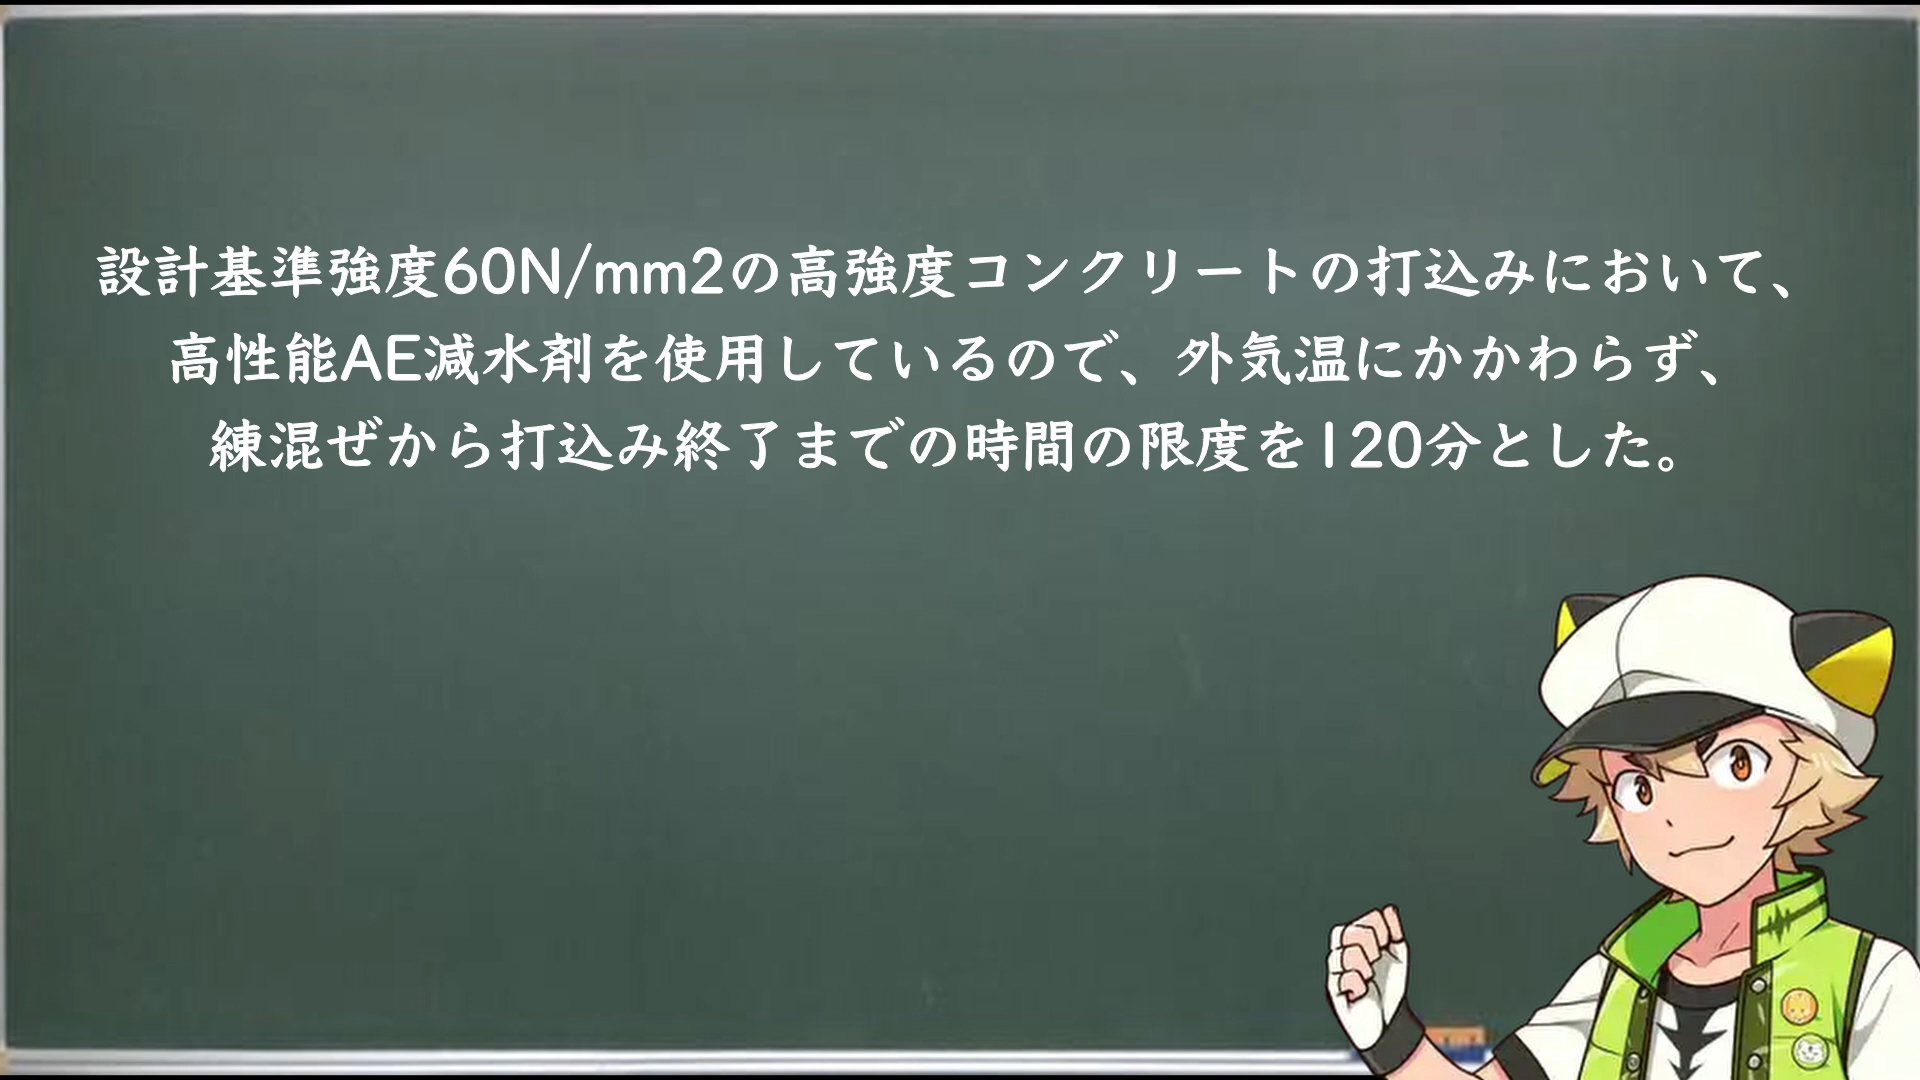 設計基準強度60N/mm2の高強度コンクリートの打込みにおいて、
高性能AE減水剤を使用しているので、外気温にかかわらず、
練混ぜから打込み終了までの時間の限度を120分とした。